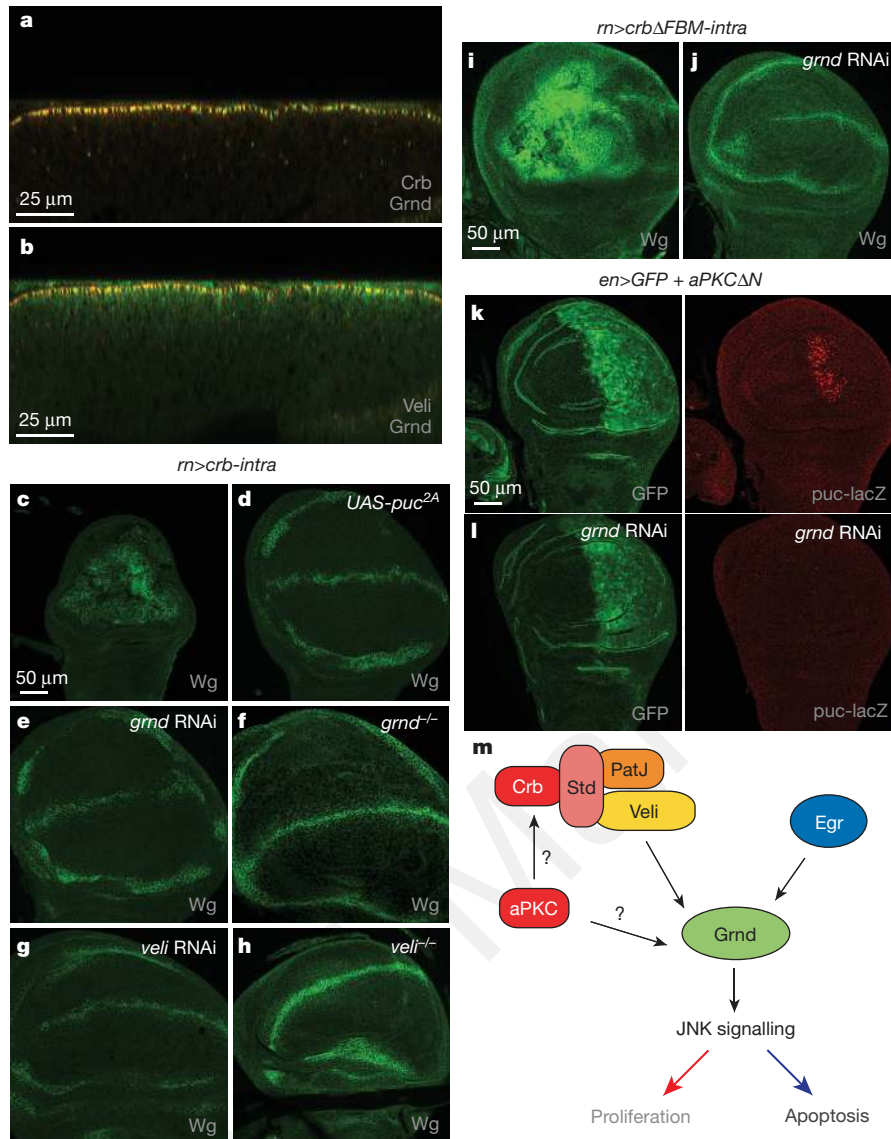 a
25 µm
Crb
Grnd
b
25 µm
Veli
Grnd
rn>crb-intra
c
50 µm
Wg
d
UAS-puc2A
Wg
e
grnd RNAi
Wg
f
grnd–/–
Wg
g
veli RNAi
Wg
h
veli–/–
Wg
rn>crbΔFBM-intra
i
50 µm
Wg
j
grnd RNAi
Wg
en>GFP + aPKCΔN
k
50 µm
GFP
puc-lacZ
l
grnd RNAi
GFP
grnd RNAi
puc-lacZ
m
Crb
Std
PatJ
Veli
Egr
?
aPKC
?
Grnd
JNK signalling
Proliferation
Apoptosis